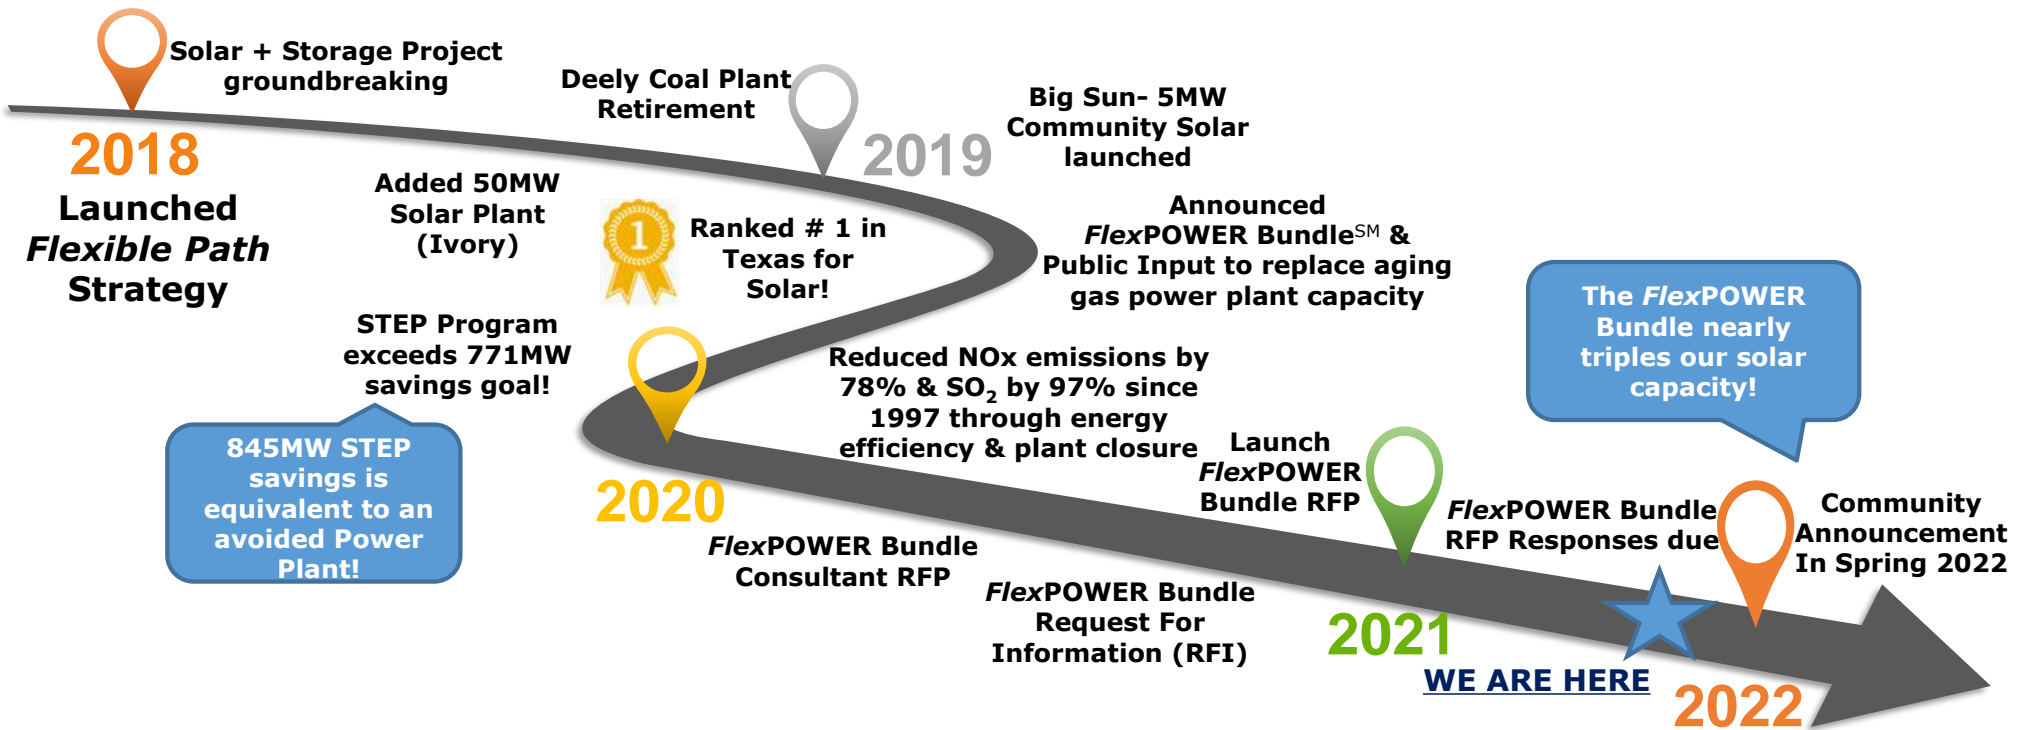 Solar + Storage Project
groundbreaking
2018
Launched
Flexible Path
Strategy
Deely Coal Plant
Retirement
2019
Added 50MW
Solar Plant
(Ivory)
1
Ranked # 1 in
Texas for
Solar!
Big Sun- 5MW
Community Solar
launched
Announced
FlexPOWER Bundle℠ &
Public Input to replace aging
gas power plant capacity
STEP Program
exceeds 771MW
savings goal!
845MW STEP
savings is
equivalent to an
avoided Power
Plant!
2020
Reduced NOx emissions by
78% & SO₂ by 97% since
1997 through energy
efficiency & plant closure
FlexPOWER Bundle
Consultant RFP
FlexPOWER Bundle
Request For
Information (RFI)
Launch
FlexPOWER
Bundle RFP
2021
FlexPOWER Bundle
RFP Responses due
WE ARE HERE
The FlexPOWER
Bundle nearly
triples our solar
capacity!
2022
Community
Announcement
In Spring 2022